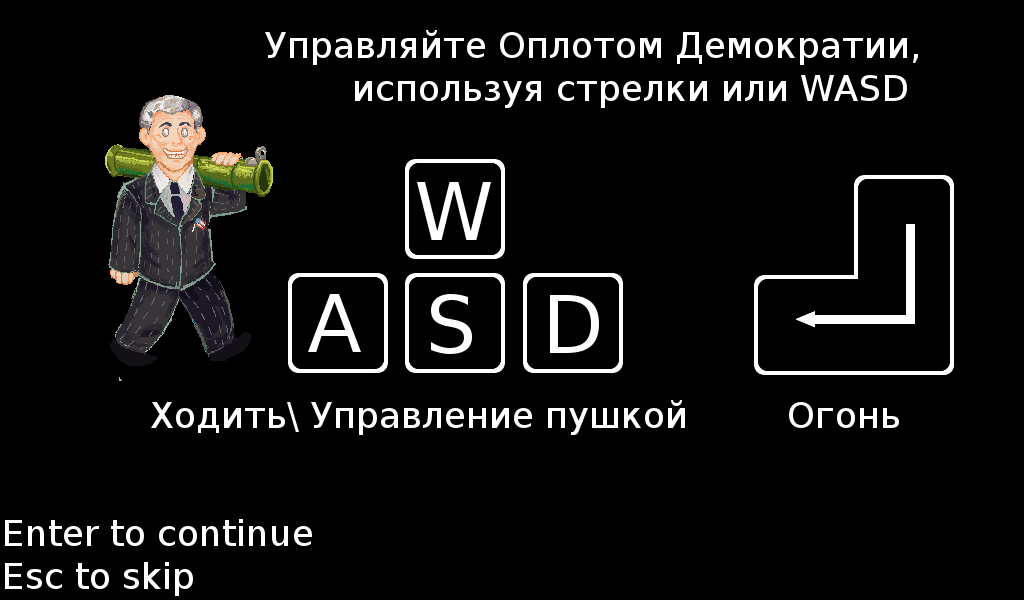 Управляйте Оплотом Демократии,
используя стрелки или WASD
W
A S D
Ходить\ Управление пушкой
Огонь
Enter to continue
Esc to skip